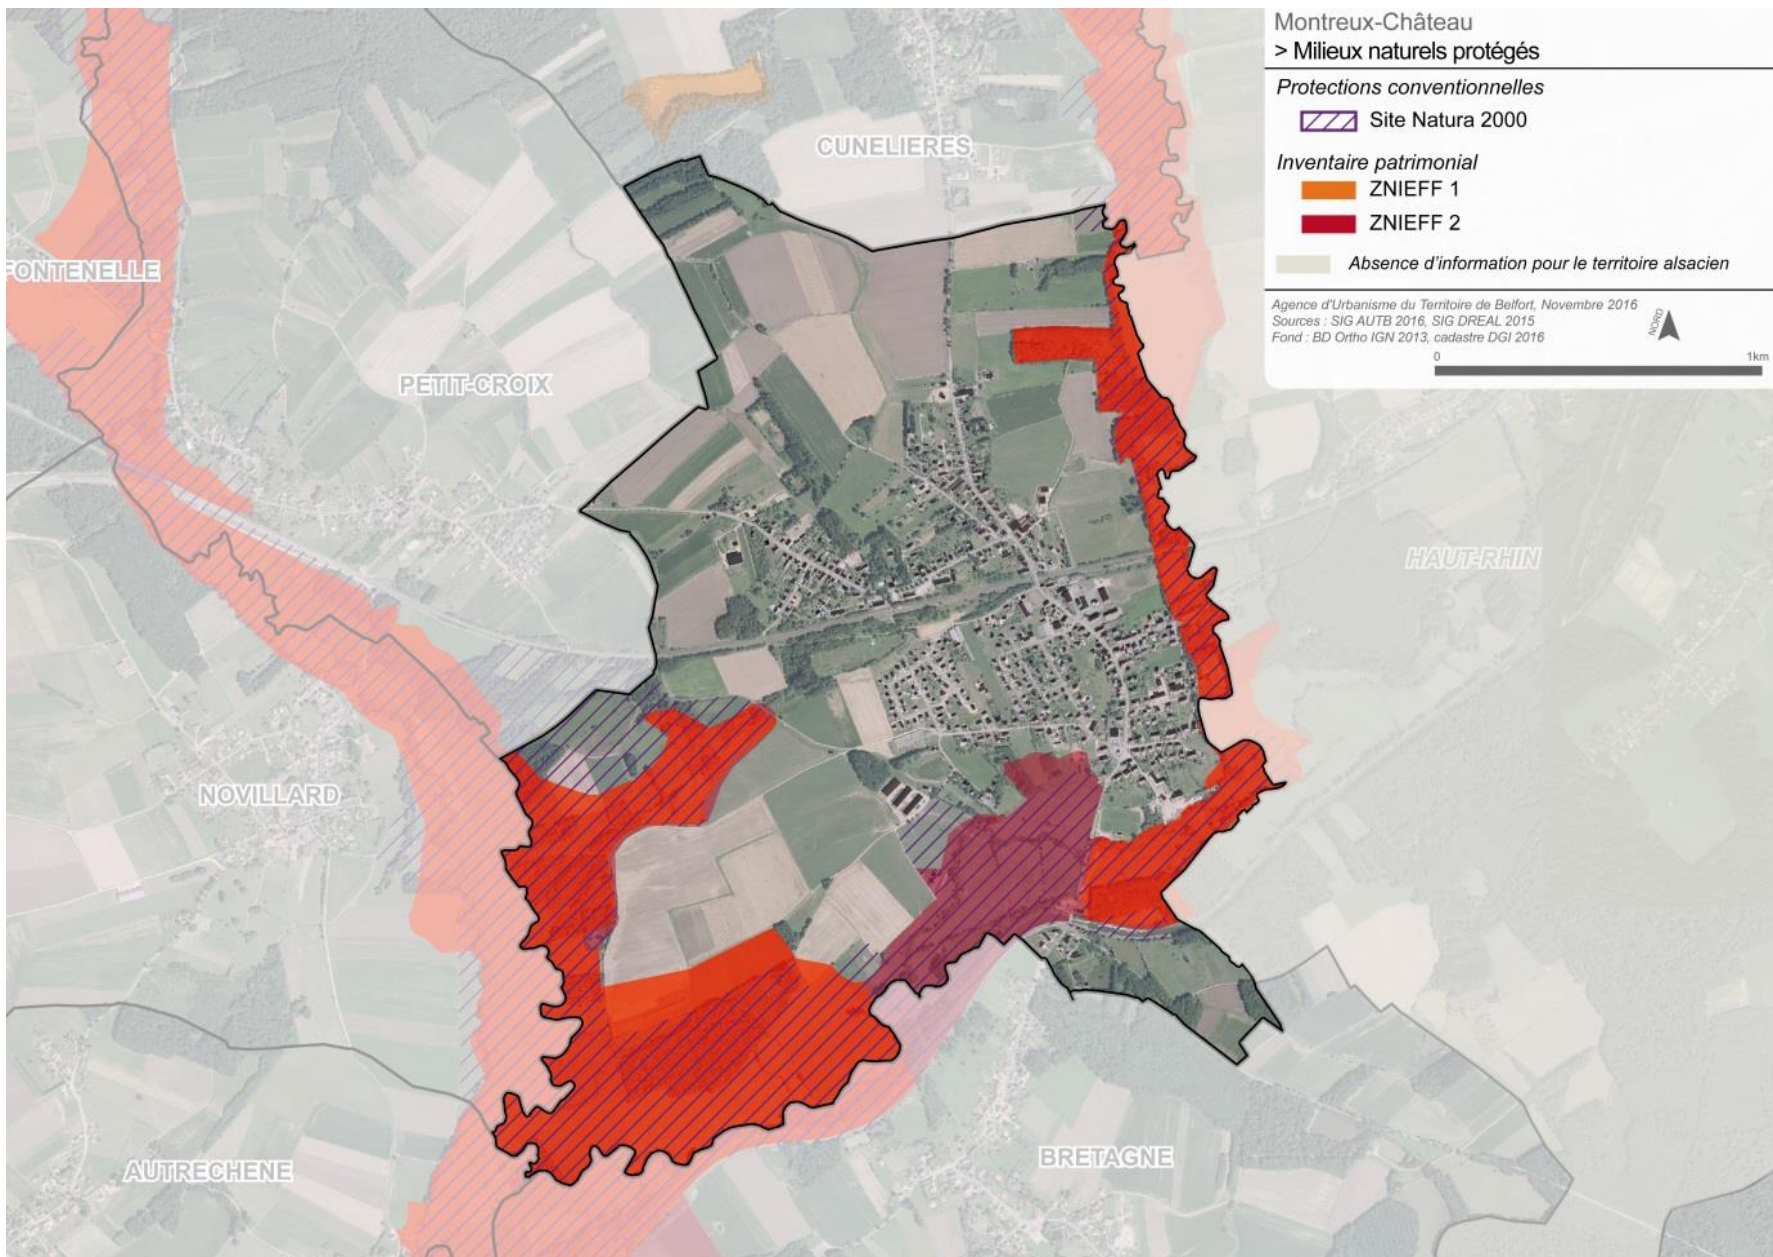 Montreux-Château
> Milieux naturels protégés
Protections conventionnelles
Site Natura 2000
Inventaire patrimonial
ZNIEFF 1
ZNIEFF 2
Absence d'information pour le territoire alsacien
Agence d'Urbanisme du Territoire de Belfort, Novembre 2016
Sources : SIG AUTB 2016, SIG DREAL 2015
Fond : BD Ortho IGN 2013, cadastre DGI 2016
NORD
0 1km
CUNELIERES
FONTENELLE
PETIT-CROIX
HAUT-RHIN
NOVILLARD
BRETAGNE
AUTRECHENE